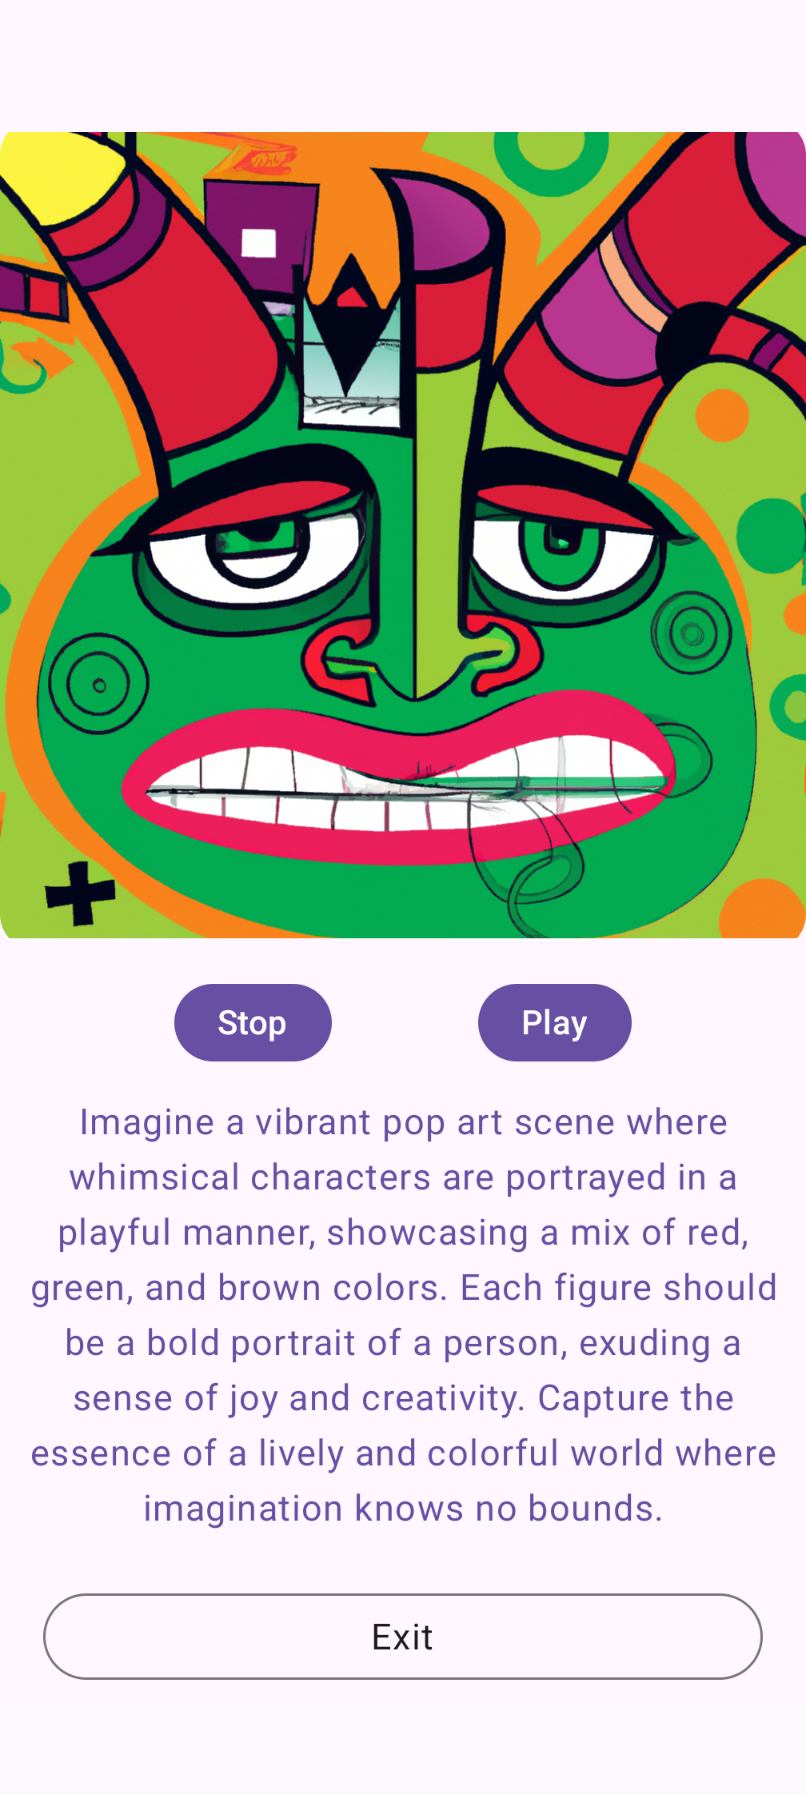 Stop
Play
Imagine a vibrant pop art scene where
whimsical characters are portrayed in a
playful manner, showcasing a mix of red,
green, and brown colors. Each figure should
be a bold portrait of a person, exuding a
sense of joy and creativity. Capture the
essence of a lively and colorful world where
imagination knows no bounds.
Exit